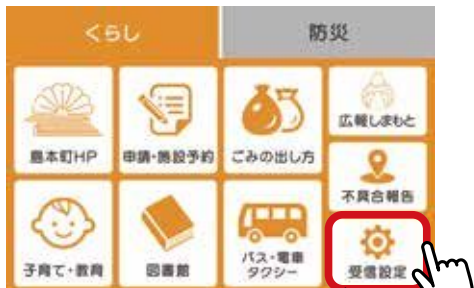 くらし
防災
島本町HP
申請・施設予約
ごみの出し方
広報しまもと
不具合報告
子育て・教育
図書館
バス・電車
タクシー
受信設定